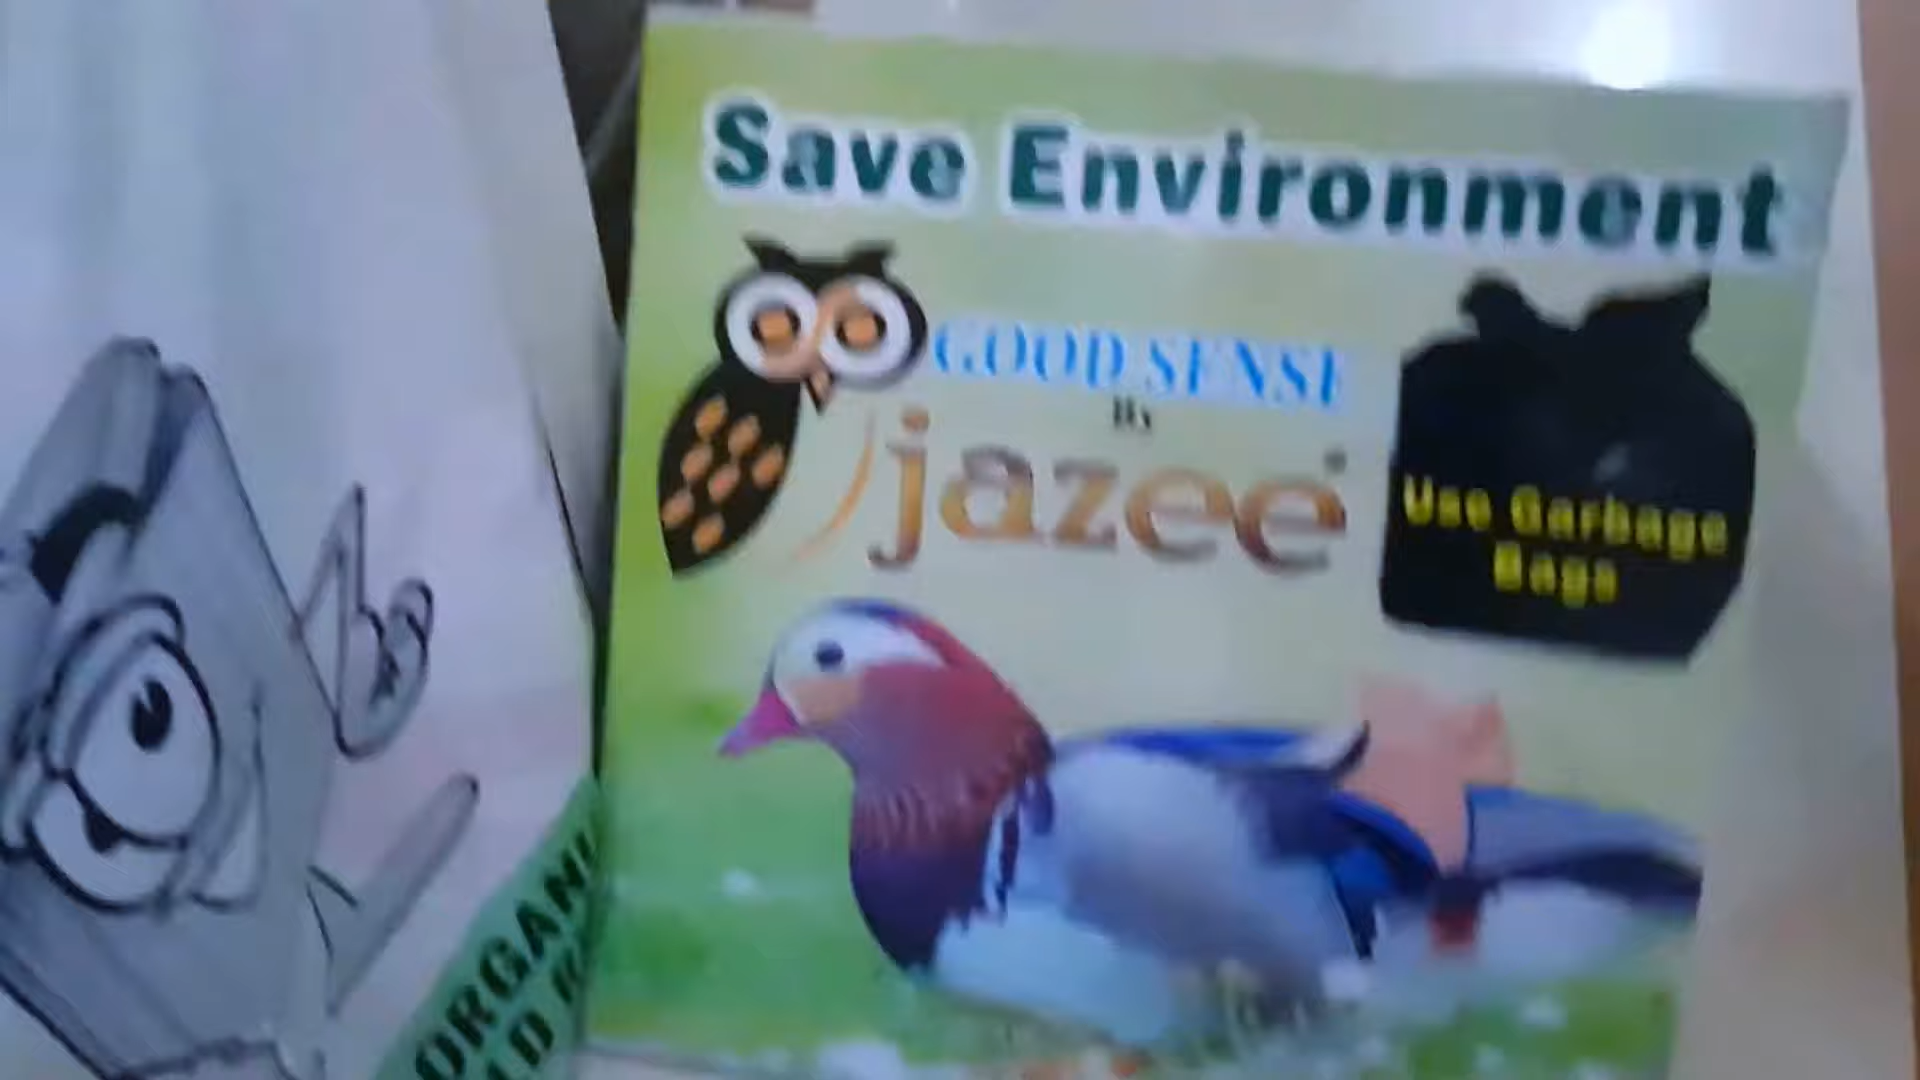 Save Environment
GOOD SENSE
By
jazee
Use Garbage
Bags
ORGANI